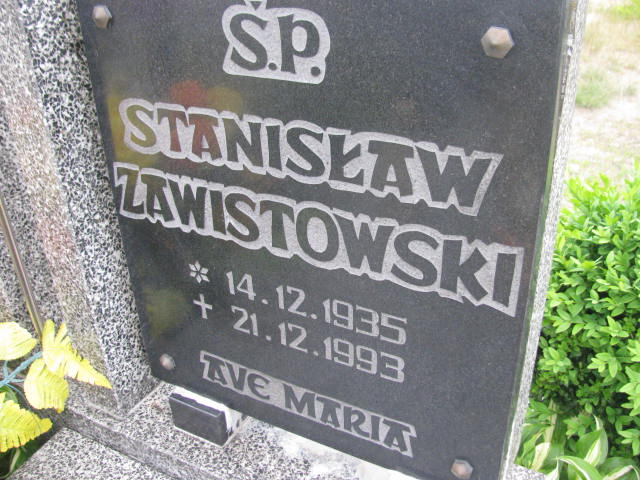 Ś.P.
STANISŁAW
ZAWISTOWSKI
* 14.12.1935
+ 21.12.1993
AVE MARIA